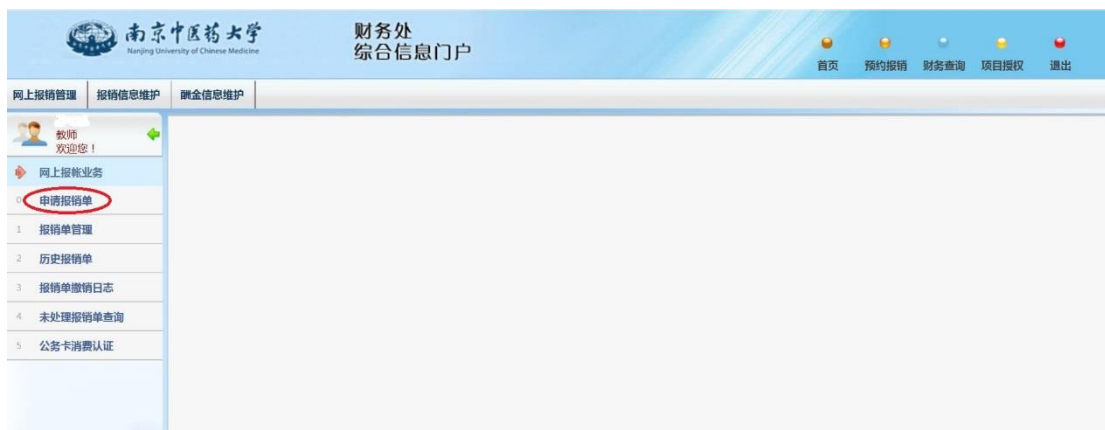 南京中医药大学
Nanjing University of Chinese Medicine
财务处
综合信息门户
首页 预约报销 财务查询 项目授权 退出
网上报销管理 报销信息维护 酬金信息维护
教师
欢迎您！
网上报帐业务
0 申请报销单
1 报销单管理
2 历史报销单
3 报销单撤销日志
4 未处理报销单查询
5 公务卡消费认证